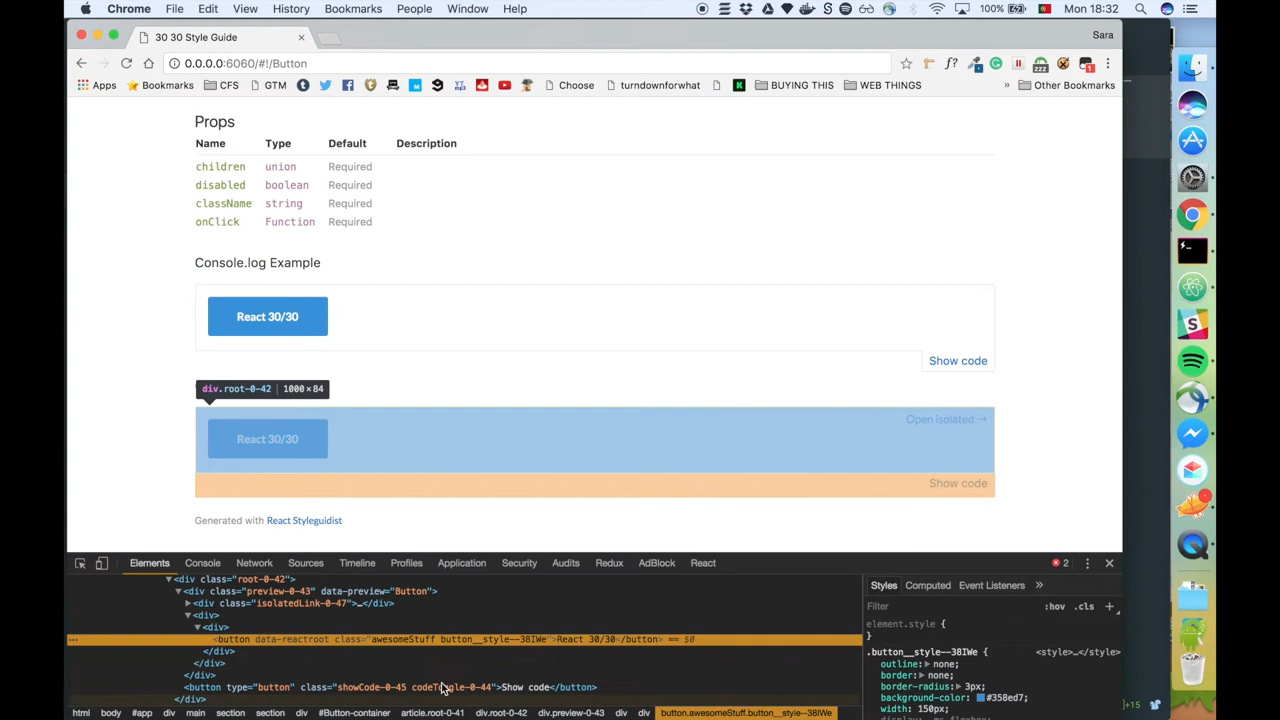 Chrome File Edit View History Bookmarks People Window Help 100% Mon 18:32
30 30 Style Guide Sara
0.0.0.0:6060/#!/Button f?
Apps Bookmarks CFS GTM Choose turndownforwhat BUYING THIS WEB THINGS » Other Bookmarks
Props
Name Type Default Description
children union Required
disabled boolean Required
className string Required
onClick Function Required
Console.log Example
React 30/30
Show code
div.root-0-42 1000 × 84
Open isolated →
React 30/30
Show code
Generated with React Styleguidist
Elements Console Network Sources Timeline Profiles Application Security Audits Redux AdBlock React 2
▼<div class="root-0-42">
▼<div class="preview-0-43" data-preview="Button">
▶<div class="isolatedLink-0-47">…</div>
▼<div>
▼<div>
<button data-reactroot class="awesomeStuff button__style--38IWe">React 30/30</button> == $0
</div>
</div>
</div>
<button type="button" class="showCode-0-45 codeToggle-0-44">Show code</button>
</div>
html body #app div main section section div #Button-container article.root-0-41 div.root-0-42 div.preview-0-43 div div button.awesomeStuff.button__style--38IWe
Styles Computed Event Listeners »
Filter :hov .cls +
element.style {
}
.button__style--38IWe { <style>…</style>
outline: none;
border: none;
border-radius: 3px;
background-color: #358ed7;
width: 150px;
+15